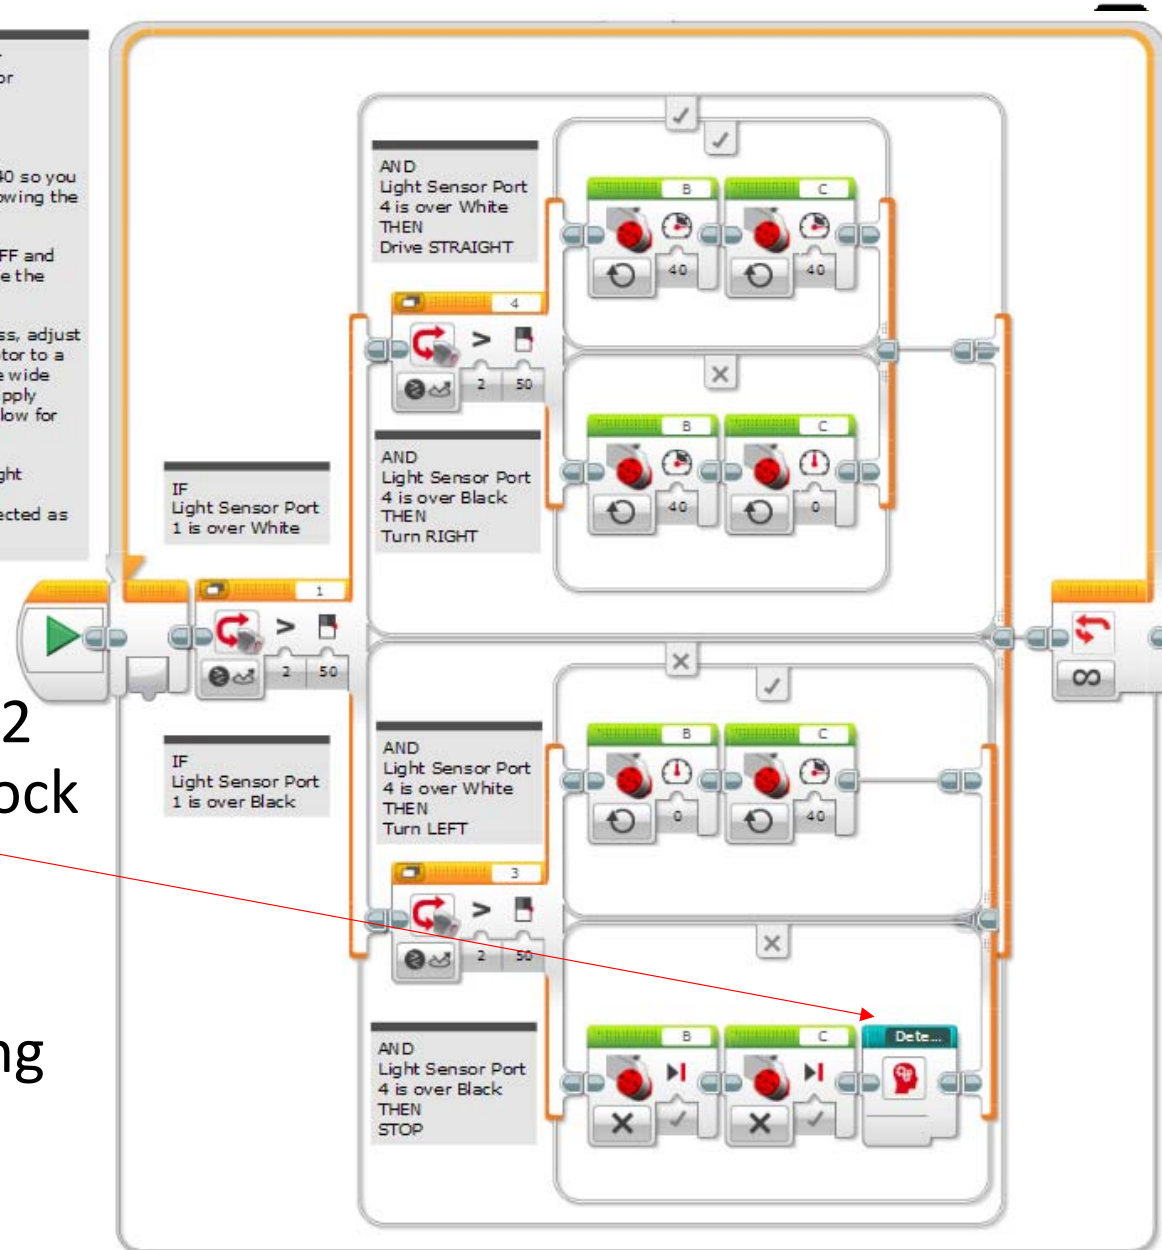 or
40 so you
owing the
FF and
e the
ss, adjust
tor to a
e wide
pply
low for
ght
ected as
AND
Light Sensor Port
4 is over White
THEN
Drive STRAIGHT
B
C
40
40
4
>
2
50
AND
Light Sensor Port
4 is over Black
THEN
Turn RIGHT
B
C
40
0
IF
Light Sensor Port
1 is over White
1
>
2
50
∞
2
ock
ng
IF
Light Sensor Port
1 is over Black
AND
Light Sensor Port
4 is over White
THEN
Turn LEFT
B
C
0
40
3
>
2
50
AND
Light Sensor Port
4 is over Black
THEN
STOP
B
C
Dete...